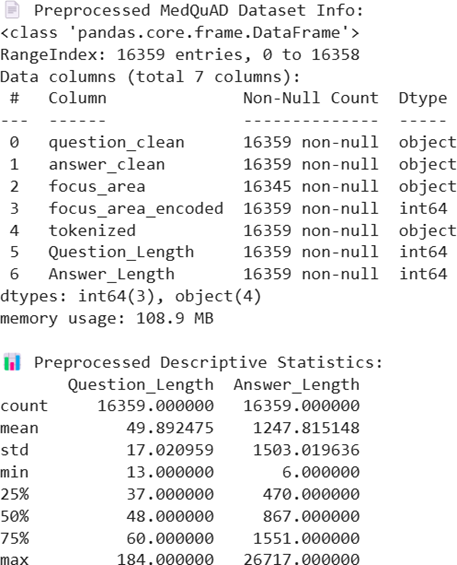 📄 Preprocessed MedQuAD Dataset Info:
<class 'pandas.core.frame.DataFrame'>
RangeIndex: 16359 entries, 0 to 16358
Data columns (total 7 columns):
 #   Column              Non-Null Count  Dtype
---  ------              --------------  -----
 0   question_clean      16359 non-null  object
 1   answer_clean        16359 non-null  object
 2   focus_area          16345 non-null  object
 3   focus_area_encoded  16359 non-null  int64
 4   tokenized           16359 non-null  object
 5   Question_Length     16359 non-null  int64
 6   Answer_Length       16359 non-null  int64
dtypes: int64(3), object(4)
memory usage: 108.9 MB
📊 Preprocessed Descriptive Statistics:
       Question_Length  Answer_Length
count     16359.000000   16359.000000
mean         49.892475    1247.815148
std          17.020959    1503.019636
min          13.000000       6.000000
25%          37.000000     470.000000
50%          48.000000     867.000000
75%          60.000000    1551.000000
max         184.000000   26717.000000